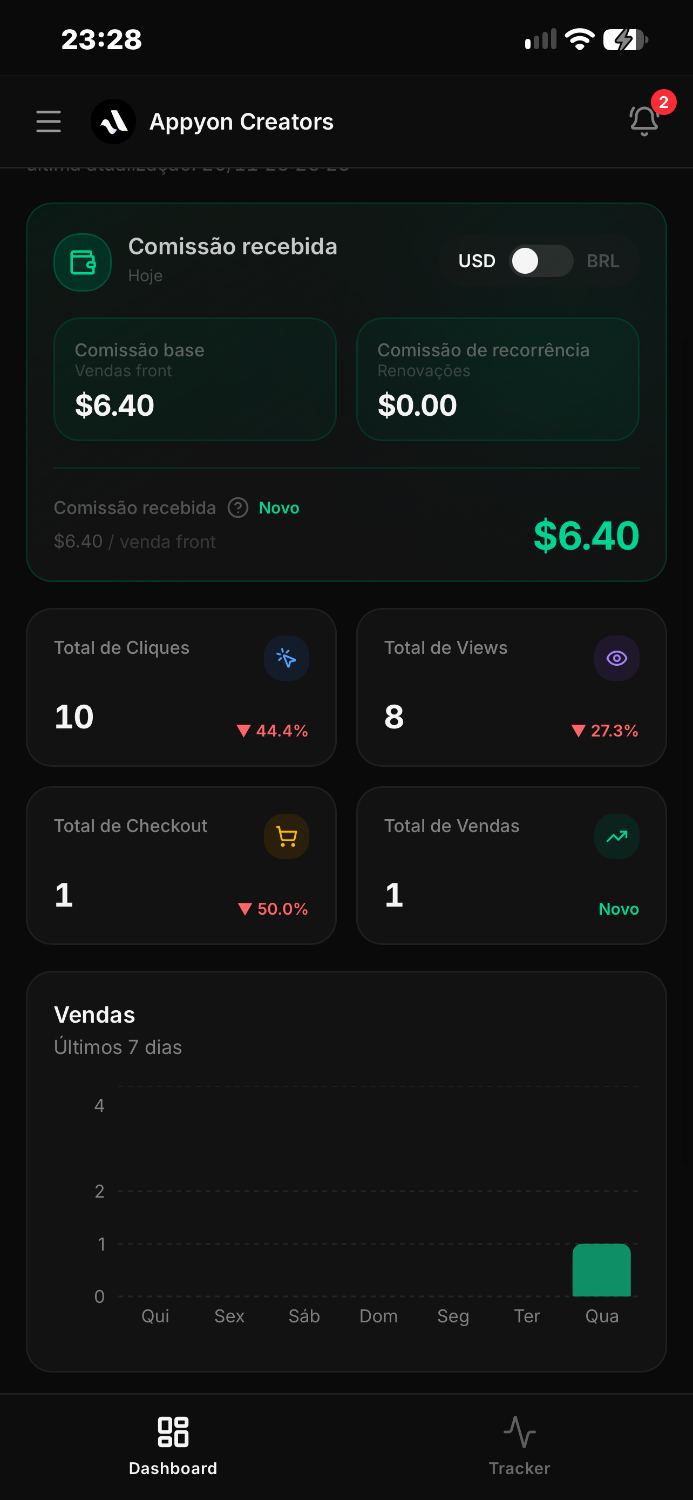 23:28
Appyon Creators
2
Comissão recebida
Hoje
USD
BRL
Comissão base
Vendas front
$6.40
Comissão de recorrência
Renovações
$0.00
Comissão recebida ? Novo
$6.40 / venda front
$6.40
Total de Cliques
10
▼ 44.4%
Total de Views
8
▼ 27.3%
Total de Checkout
1
▼ 50.0%
Total de Vendas
1
Novo
Vendas
Últimos 7 dias
4
2
1
0
Qui Sex Sáb Dom Seg Ter Qua
Dashboard
Tracker